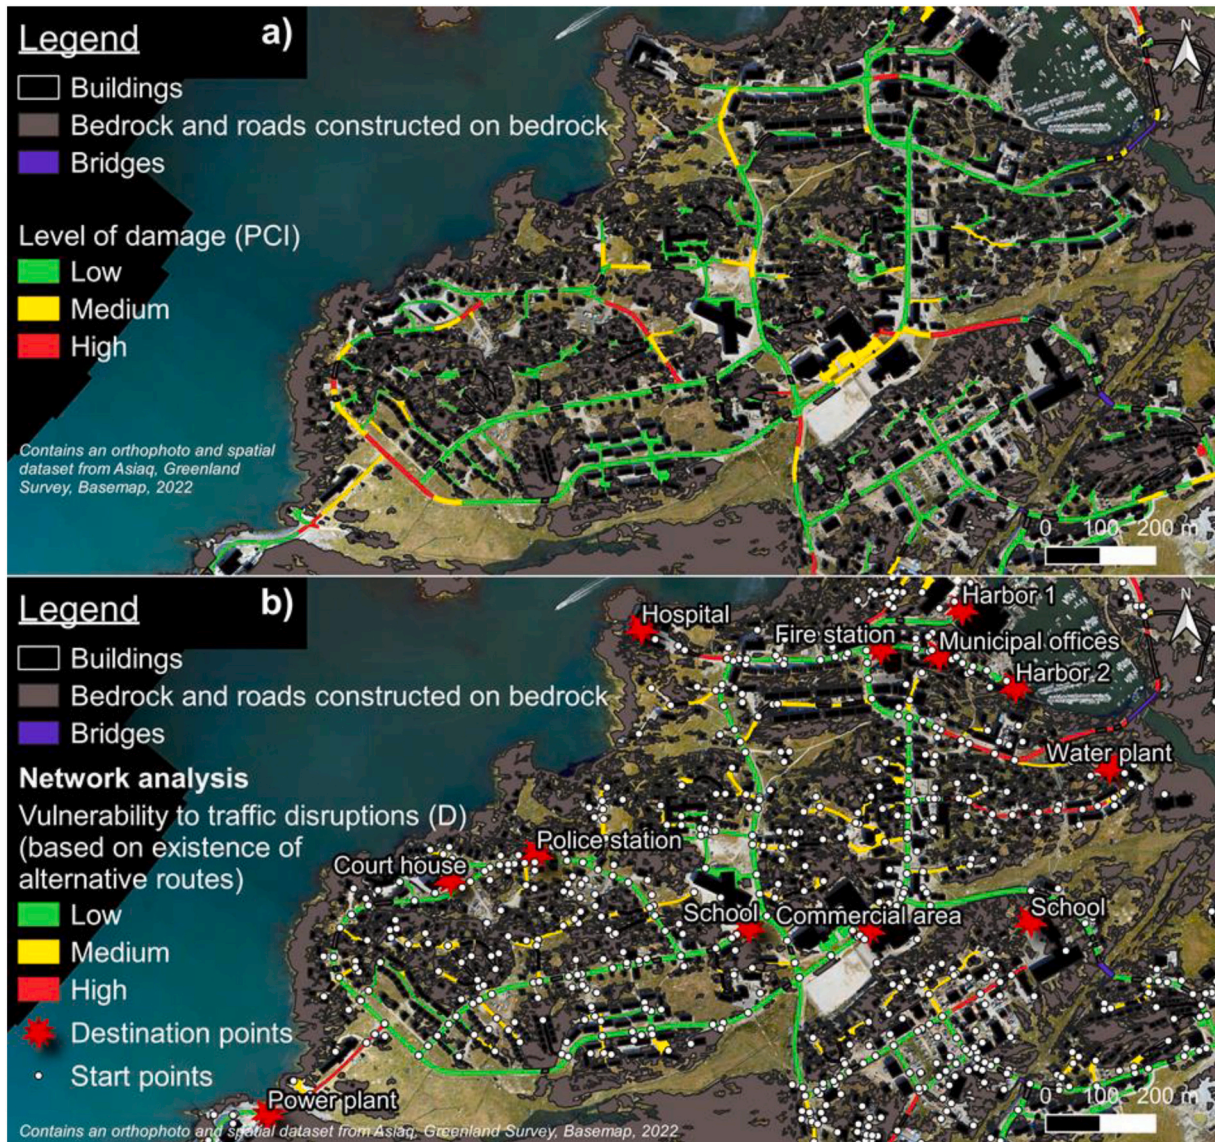 Legend
a)
Buildings
Bedrock and roads constructed on bedrock
Bridges
Level of damage (PCI)
Low
Medium
High
Contains an orthophoto and spatial
dataset from Asiaq, Greenland
Survey, Basemap, 2022
N
0 100 200 m
Legend
b)
Buildings
Bedrock and roads constructed on bedrock
Bridges
Network analysis
Vulnerability to traffic disruptions (D)
(based on existence of
alternative routes)
Low
Medium
High
Destination points
Start points
Hospital
Harbor 1
Fire station
Municipal offices
Harbor 2
Water plant
Police station
Court house
School
Commercial area
School
Power plant
N
0 100 200 m
Contains an orthophoto and spatial dataset from Asiaq, Greenland Survey, Basemap, 2022